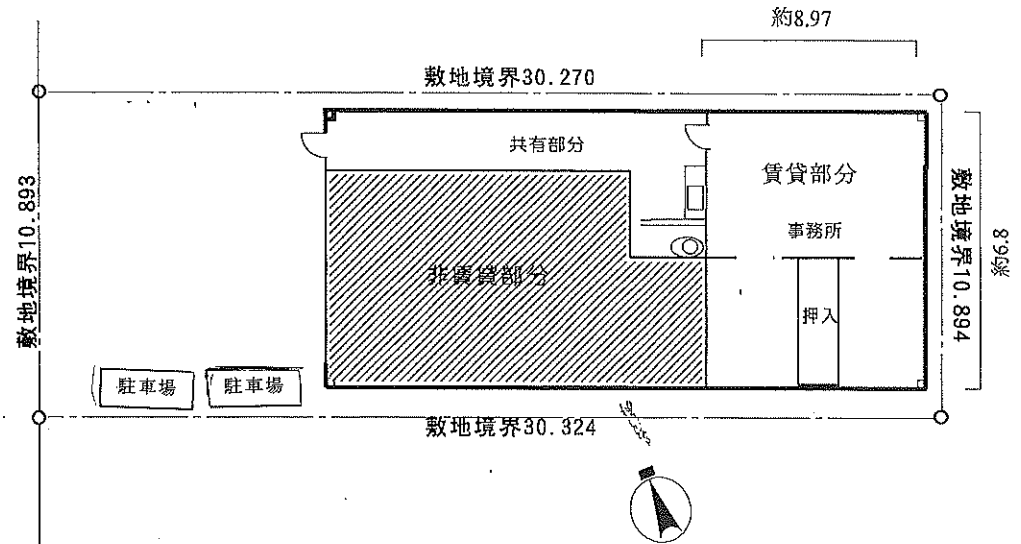 約8.97
敷地境界30.270
共有部分
賃貸部分
敷地境界10.893
敷地境界10.894
約9.8
事務所
非賃貸部分
押入
駐車場
駐車場
敷地境界30.324